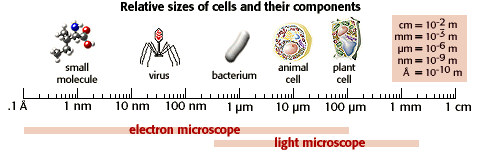 Relative sizes of cells and their components
cm = 10⁻² m
mm = 10⁻³ m
µm = 10⁻⁶ m
nm = 10⁻⁹ m
Å = 10⁻¹⁰ m
small
molecule
virus
bacterium
animal
cell
plant
cell
.1 Å 1 nm 10 nm 100 nm 1 µm 10 µm 100 µm 1 mm 1 cm
electron microscope
light microscope